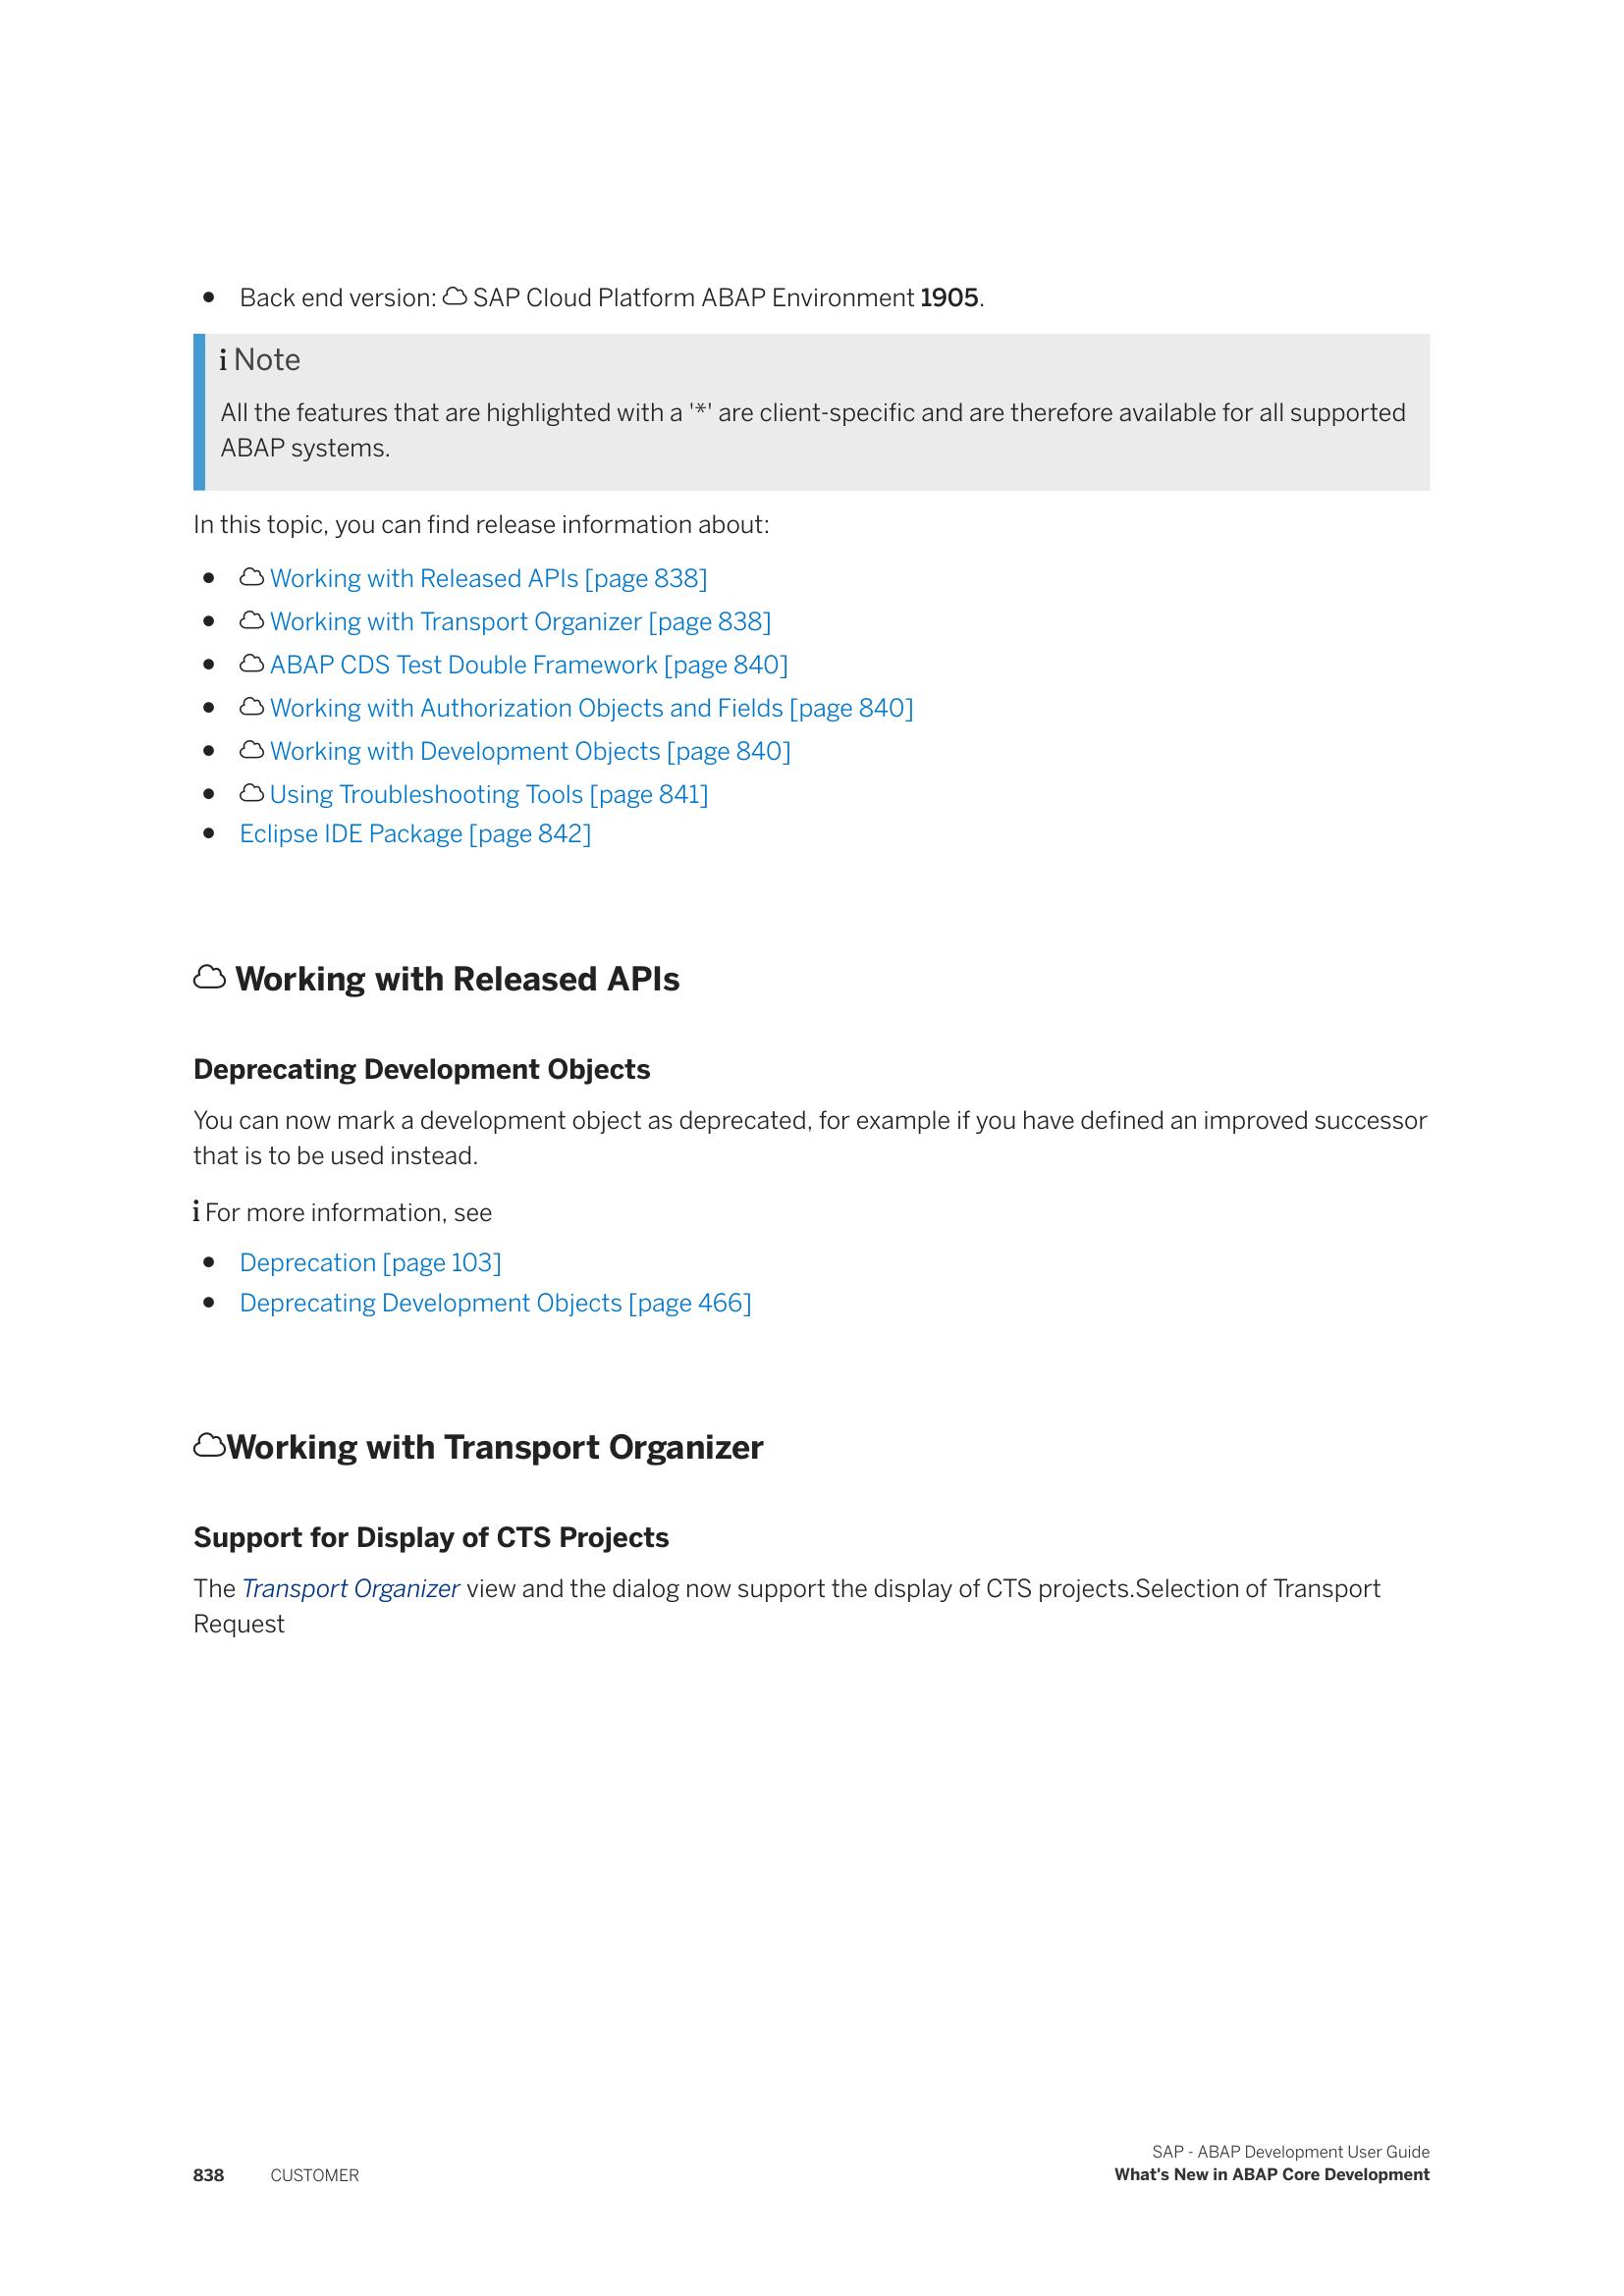 • Back end version: SAP Cloud Platform ABAP Environment 1905.
i Note
All the features that are highlighted with a '*' are client-specific and are therefore available for all supported
ABAP systems.
In this topic, you can find release information about:
• Working with Released APIs [page 838]
• Working with Transport Organizer [page 838]
• ABAP CDS Test Double Framework [page 840]
• Working with Authorization Objects and Fields [page 840]
• Working with Development Objects [page 840]
• Using Troubleshooting Tools [page 841]
• Eclipse IDE Package [page 842]
Working with Released APIs
Deprecating Development Objects
You can now mark a development object as deprecated, for example if you have defined an improved successor
that is to be used instead.
i For more information, see
• Deprecation [page 103]
• Deprecating Development Objects [page 466]
Working with Transport Organizer
Support for Display of CTS Projects
The Transport Organizer view and the dialog now support the display of CTS projects.Selection of Transport
Request
838 CUSTOMER
SAP - ABAP Development User Guide
What's New in ABAP Core Development